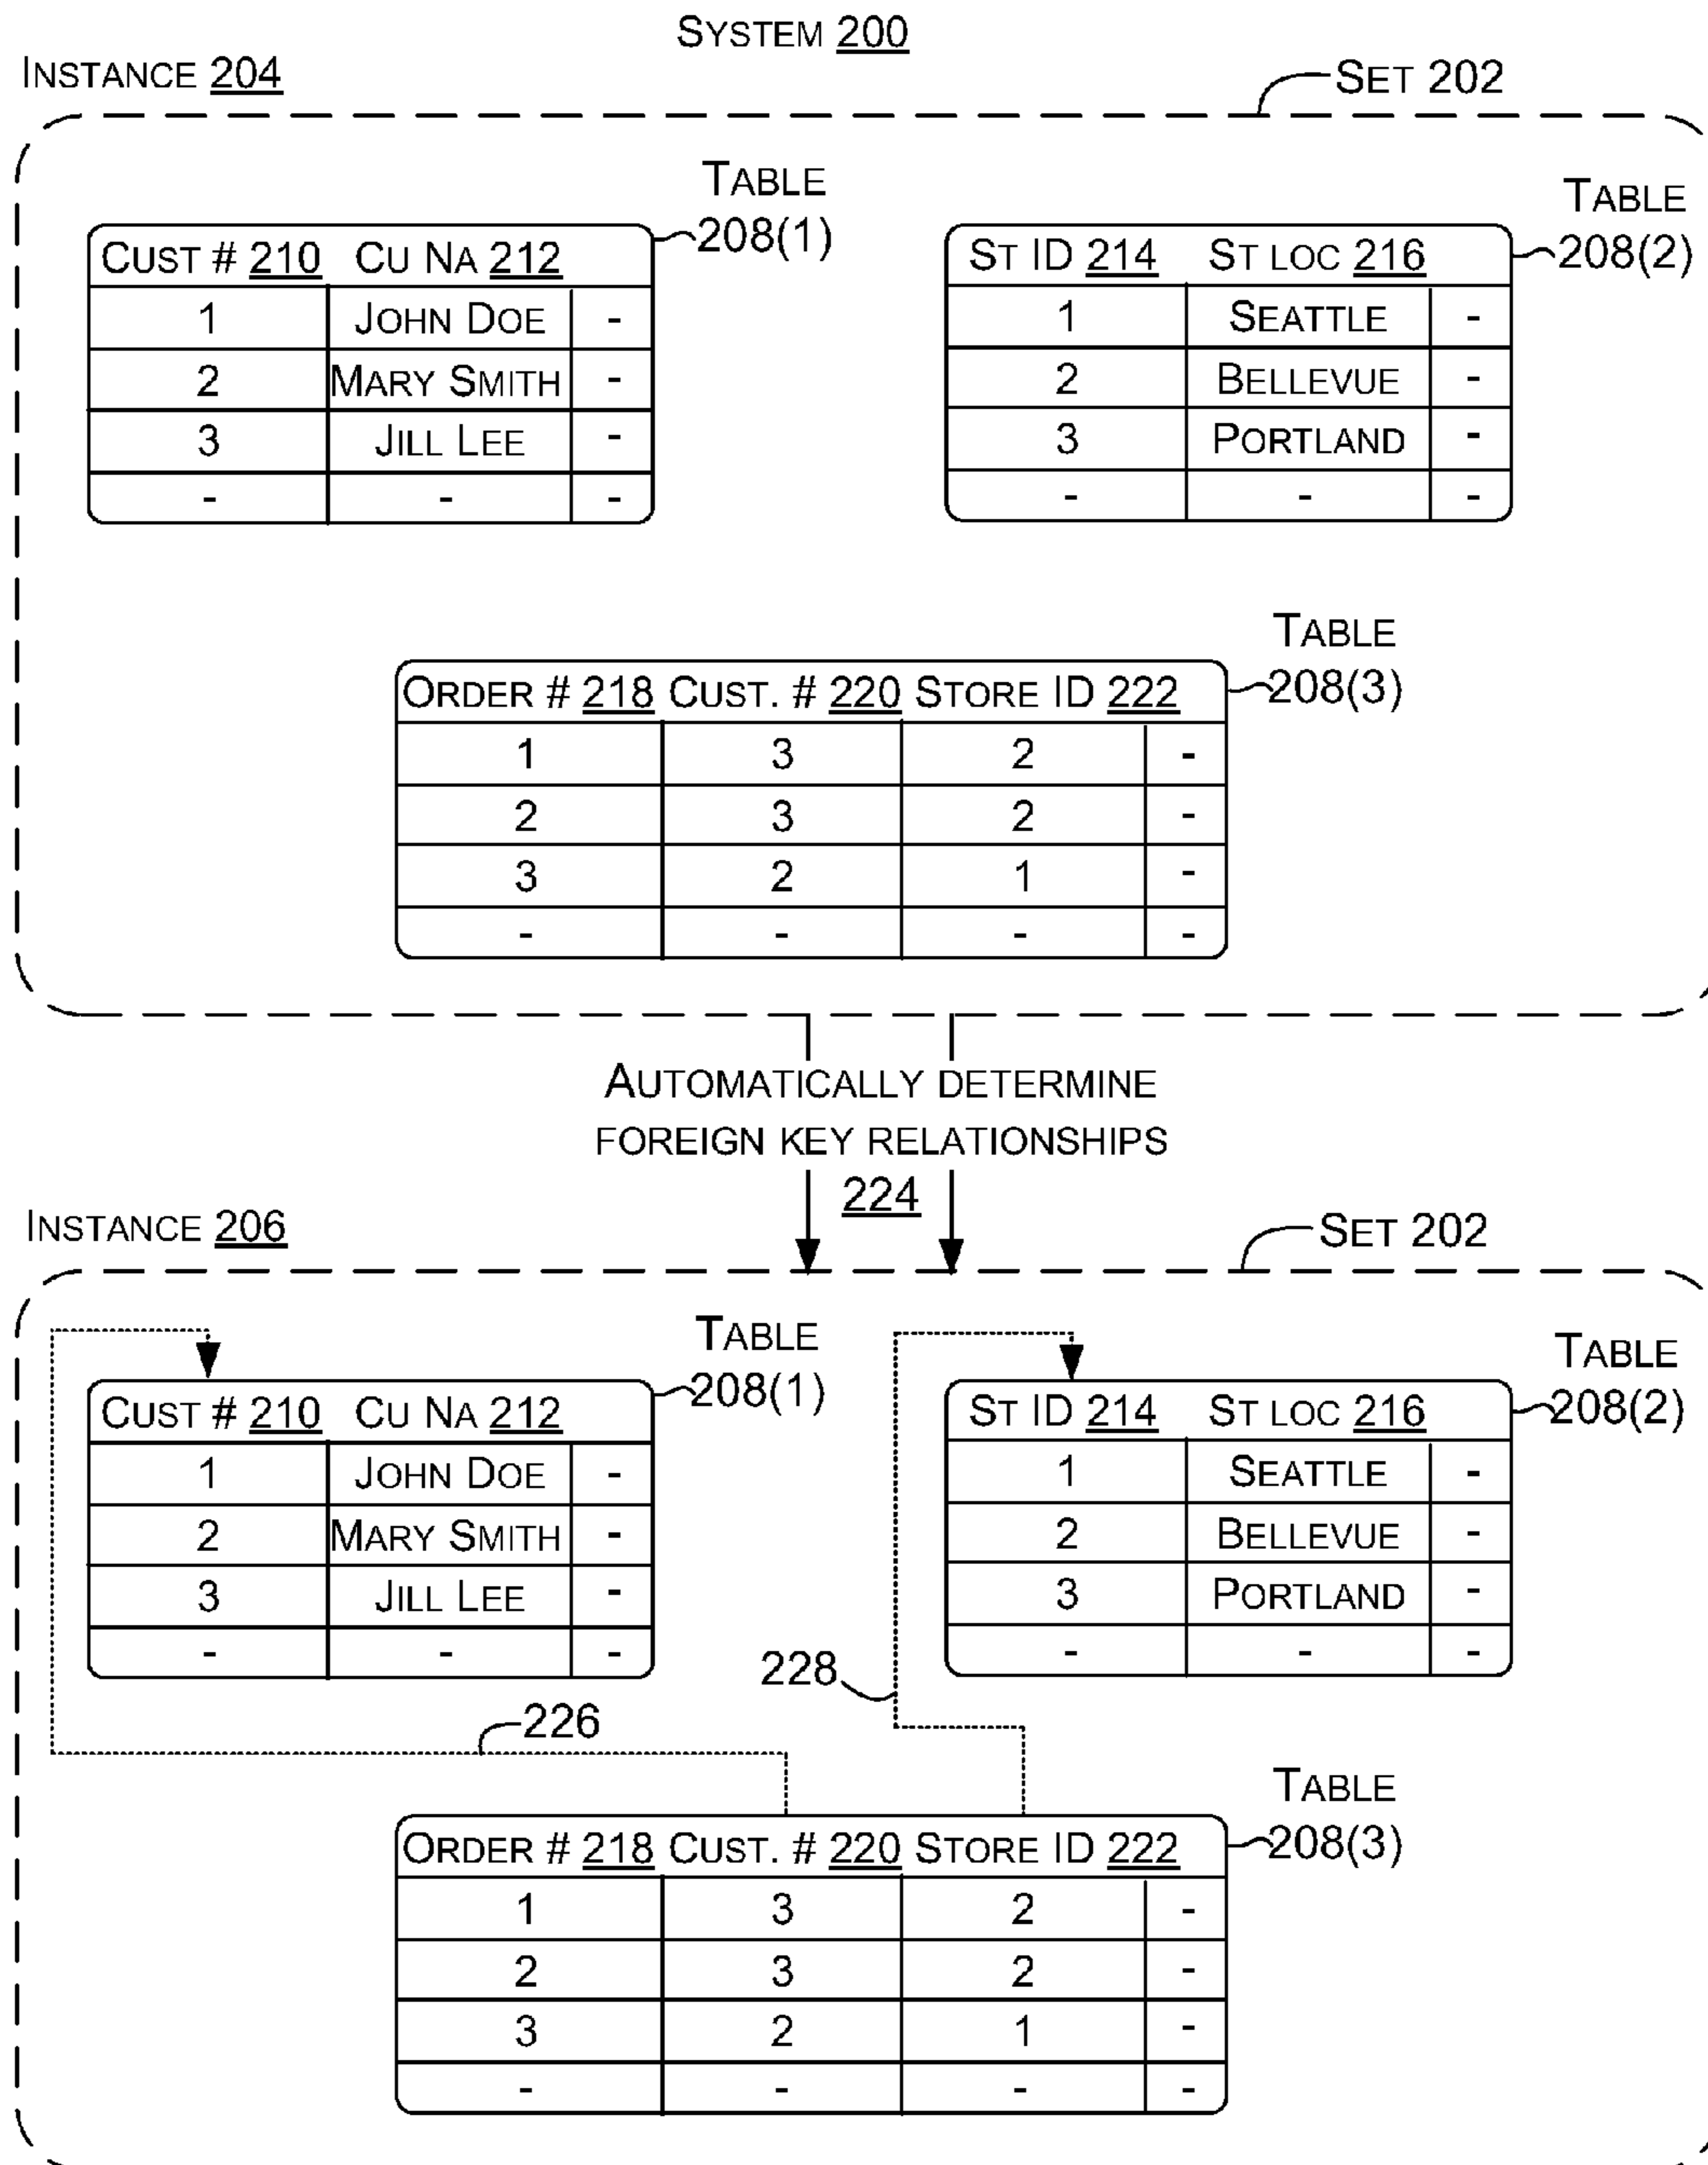 SYSTEM 200
INSTANCE 204
SET 202
TABLE 208(1)
CUST # 210 CU NA 212
1 JOHN DOE -
2 MARY SMITH -
3 JILL LEE -
- - -
TABLE 208(2)
ST ID 214 ST LOC 216
1 SEATTLE -
2 BELLEVUE -
3 PORTLAND -
- - -
TABLE 208(3)
ORDER # 218 CUST. # 220 STORE ID 222
1 3 2 -
2 3 2 -
3 2 1 -
- - - -
AUTOMATICALLY DETERMINE
FOREIGN KEY RELATIONSHIPS
224
INSTANCE 206
SET 202
TABLE 208(1)
CUST # 210 CU NA 212
1 JOHN DOE -
2 MARY SMITH -
3 JILL LEE -
- - -
TABLE 208(2)
ST ID 214 ST LOC 216
1 SEATTLE -
2 BELLEVUE -
3 PORTLAND -
- - -
228
226
TABLE 208(3)
ORDER # 218 CUST. # 220 STORE ID 222
1 3 2 -
2 3 2 -
3 2 1 -
- - - -